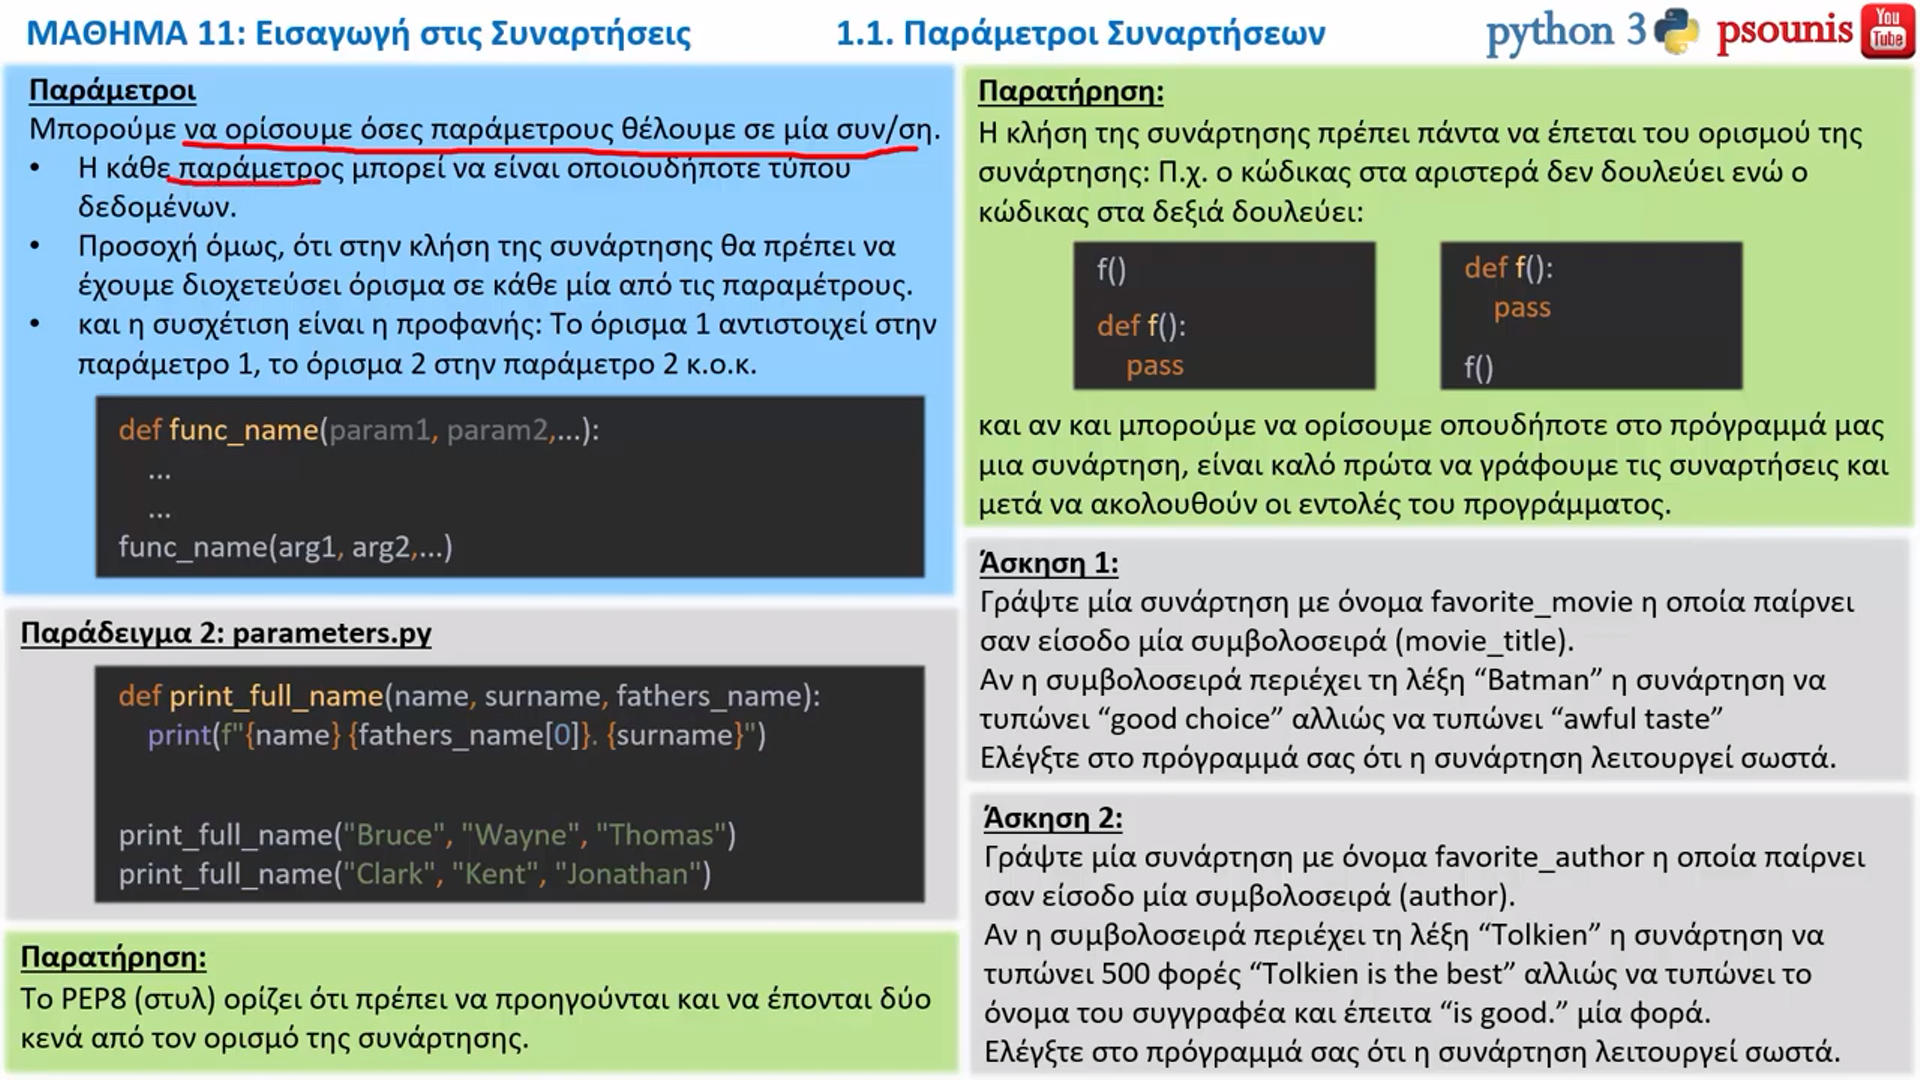 ΜΑΘΗΜΑ 11: Εισαγωγή στις Συναρτήσεις
1.1. Παράμετροι Συναρτήσεων
python 3
psounis
You
Tube
Παράμετροι
Μπορούμε να ορίσουμε όσες παράμετρους θέλουμε σε μία συν/ση.
• Η κάθε παράμετρος μπορεί να είναι οποιουδήποτε τύπου
δεδομένων.
• Προσοχή όμως, ότι στην κλήση της συνάρτησης θα πρέπει να
έχουμε διοχετεύσει όρισμα σε κάθε μία από τις παραμέτρους.
• και η συσχέτιση είναι η προφανής: Το όρισμα 1 αντιστοιχεί στην
παράμετρο 1, το όρισμα 2 στην παράμετρο 2 κ.ο.κ.
def func_name(param1, param2,...):
...
...
func_name(arg1, arg2,...)
Παράδειγμα 2: parameters.py
def print_full_name(name, surname, fathers_name):
print(f"{name} {fathers_name[0]}. {surname}")
print_full_name("Bruce", "Wayne", "Thomas")
print_full_name("Clark", "Kent", "Jonathan")
Παρατήρηση:
Το PEP8 (στυλ) ορίζει ότι πρέπει να προηγούνται και να έπονται δύο
κενά από τον ορισμό της συνάρτησης.
Παρατήρηση:
Η κλήση της συνάρτησης πρέπει πάντα να έπεται του ορισμού της
συνάρτησης: Π.χ. ο κώδικας στα αριστερά δεν δουλεύει ενώ ο
κώδικας στα δεξιά δουλεύει:
f()
def f():
pass
def f():
pass
f()
και αν και μπορούμε να ορίσουμε οπουδήποτε στο πρόγραμμά μας
μια συνάρτηση, είναι καλό πρώτα να γράφουμε τις συναρτήσεις και
μετά να ακολουθούν οι εντολές του προγράμματος.
Άσκηση 1:
Γράψτε μία συνάρτηση με όνομα favorite_movie η οποία παίρνει
σαν είσοδο μία συμβολοσειρά (movie_title).
Αν η συμβολοσειρά περιέχει τη λέξη “Batman” η συνάρτηση να
τυπώνει “good choice” αλλιώς να τυπώνει “awful taste”
Ελέγξτε στο πρόγραμμά σας ότι η συνάρτηση λειτουργεί σωστά.
Άσκηση 2:
Γράψτε μία συνάρτηση με όνομα favorite_author η οποία παίρνει
σαν είσοδο μία συμβολοσειρά (author).
Αν η συμβολοσειρά περιέχει τη λέξη “Tolkien” η συνάρτηση να
τυπώνει 500 φορές “Tolkien is the best” αλλιώς να τυπώνει το
όνομα του συγγραφέα και έπειτα “is good.” μία φορά.
Ελέγξτε στο πρόγραμμά σας ότι η συνάρτηση λειτουργεί σωστά.